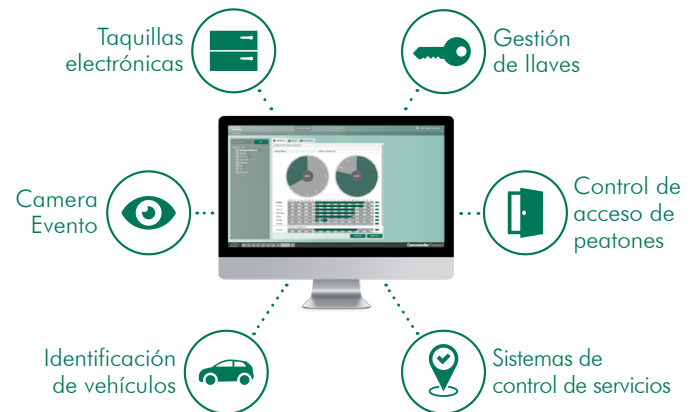 Taquillas
electrónicas
Gestión
de llaves
Camera
Evento
Control de
acceso de
peatones
Identificación
de vehículos
Sistemas de
control de servicios